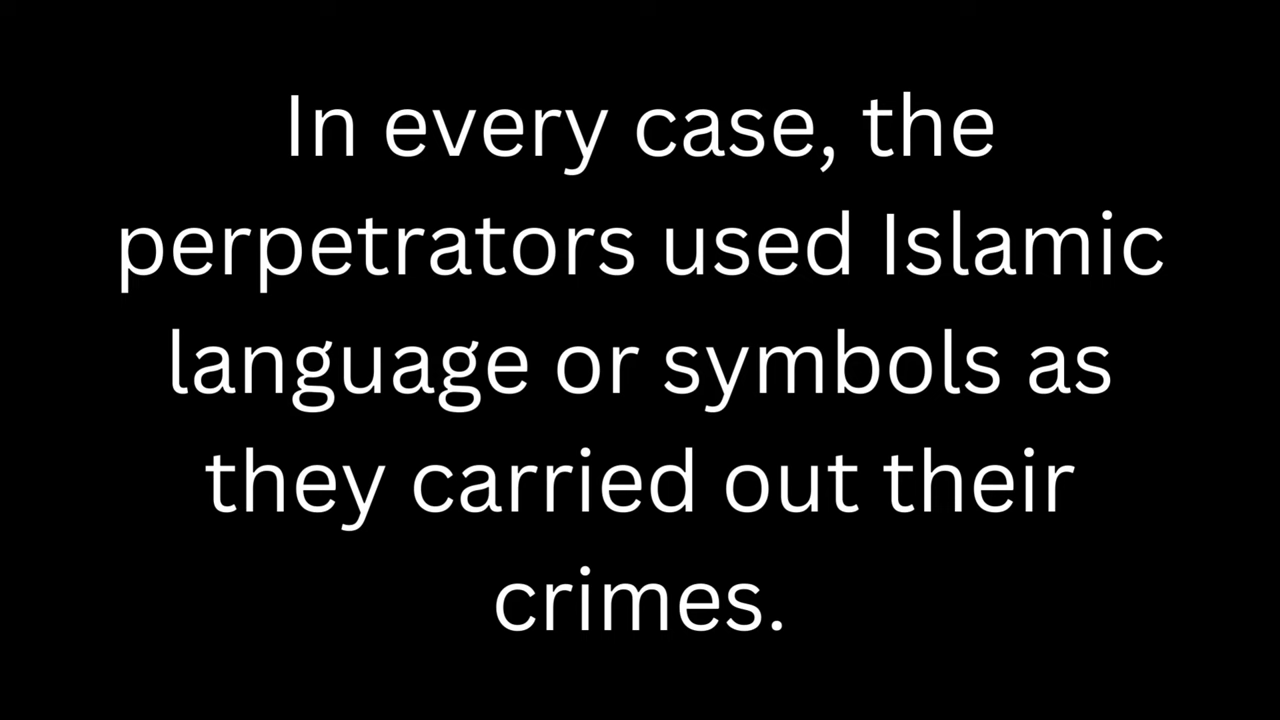 In every case, the
perpetrators used Islamic
language or symbols as
they carried out their
crimes.